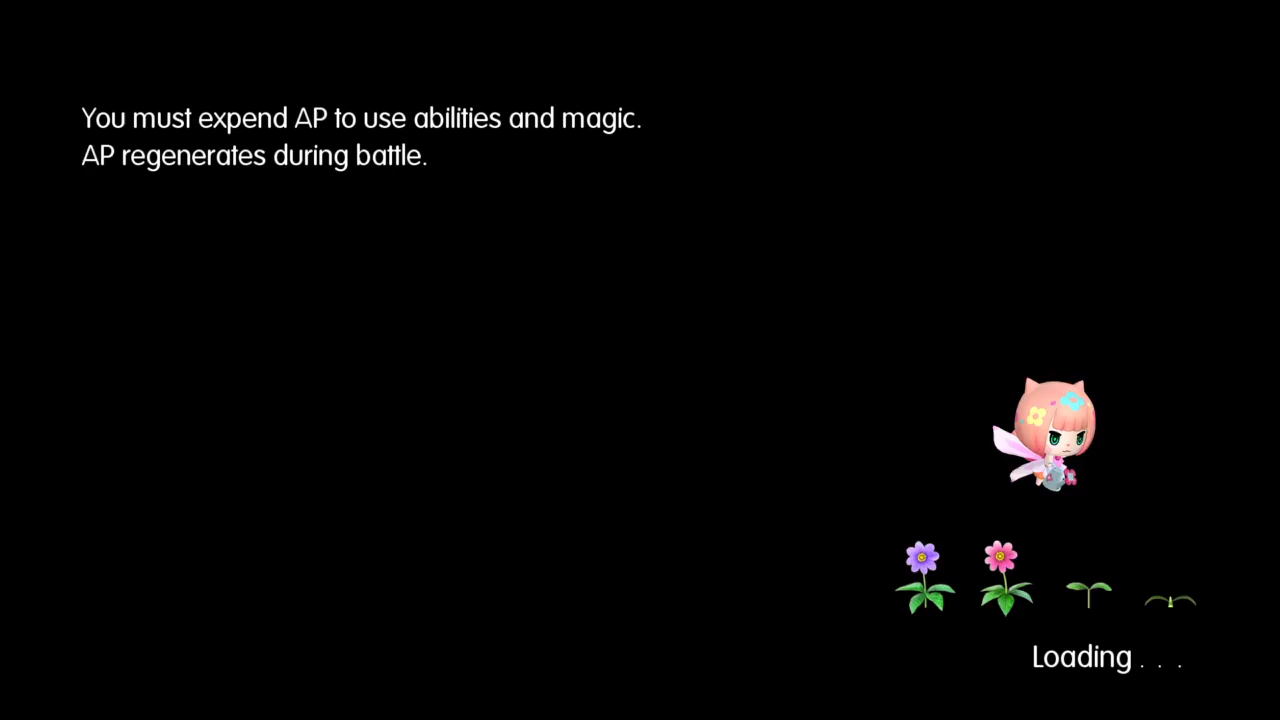 You must expend AP to use abilities and magic.
AP regenerates during battle.
Loading . . .